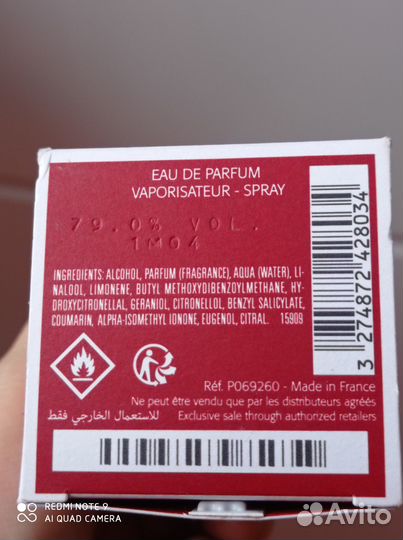 EAU DE PARFUM
VAPORISATEUR - SPRAY
79.0% VOL.
1M04
INGREDIENTS: ALCOHOL, PARFUM (FRAGRANCE), AQUA (WATER), LI-
NALOOL, LIMONENE, BUTYL METHOXYDIBENZOYLMETHANE, HY-
DROXYCITRONELLAL, GERANIOL, CITRONELLOL, BENZYL SALICYLATE,
COUMARIN, ALPHA-ISOMETHYL IONONE, EUGENOL, CITRAL. 15909
3 274872 428034
Réf. P069260 - Made in France
Ne peut être vendu que par les distributeurs agréés
للاستعمال الخارجي فقط Exclusive sale through authorized retailers
REDMI NOTE 9
AI QUAD CAMERA
Avito